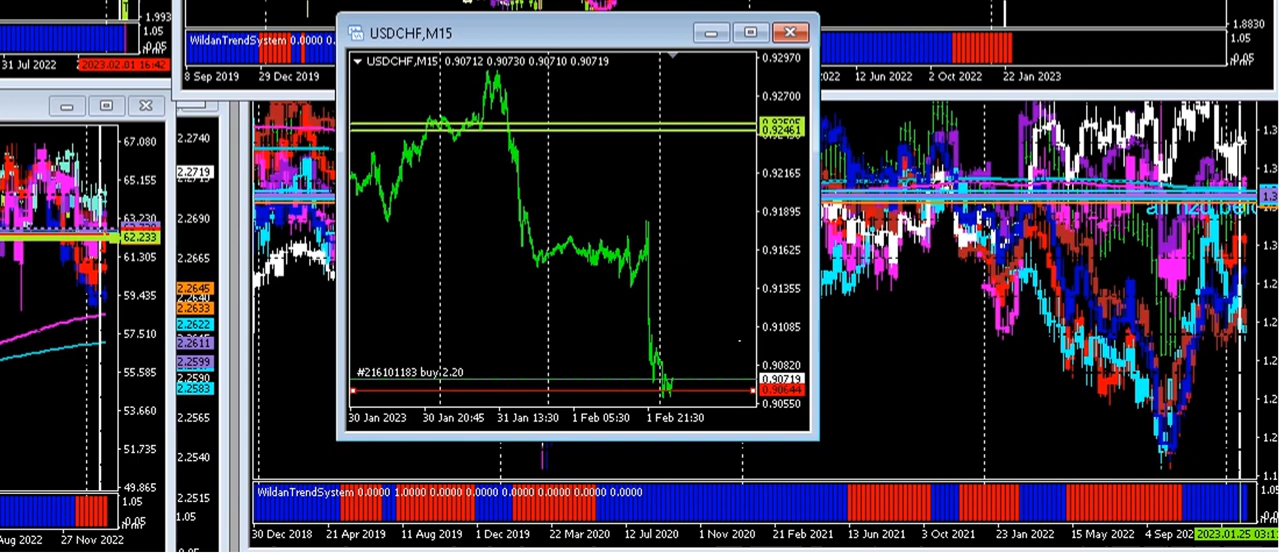 1.993
1.05
-0.05
31 Jul 2022
2023.02.01 16:42
WildanTrendSystem 0.0000 0.
8 Sep 2019
29 Dec 2019
12 Jun 2022
2 Oct 2022
22 Jan 2023
1.8830
1.05
-0.05
USDCHF,M15
USDCHF,M15 0.90712 0.90730 0.90710 0.90719
0.92970
0.92700
0.92461
0.92165
0.91895
0.91625
0.91355
0.91085
0.90820
0.90719
0.90644
0.90550
#216101183 buy 2.20
30 Jan 2023
30 Jan 20:45
31 Jan 13:30
1 Feb 05:30
1 Feb 21:30
67.080
65.155
63.230
62.233
61.305
59.435
57.510
55.585
53.660
51.735
49.865
1.05
-0.05
27 Nov 2022
2.2740
2.2719
2.2690
2.2665
2.2645
2.2640
2.2633
2.2622
2.2611
2.2599
2.2590
2.2583
2.2565
2.2540
2.2515
1.05
WildanTrendSystem 0.0000 1.0000 0.0000 0.0000 0.0000 0.0000 0.0000
30 Dec 2018
21 Apr 2019
11 Aug 2019
1 Dec 2019
22 Mar 2020
12 Jul 2020
1 Nov 2020
21 Feb 2021
13 Jun 2021
3 Oct 2021
23 Jan 2022
15 May 2022
4 Sep 202
2023.01.25 03:1